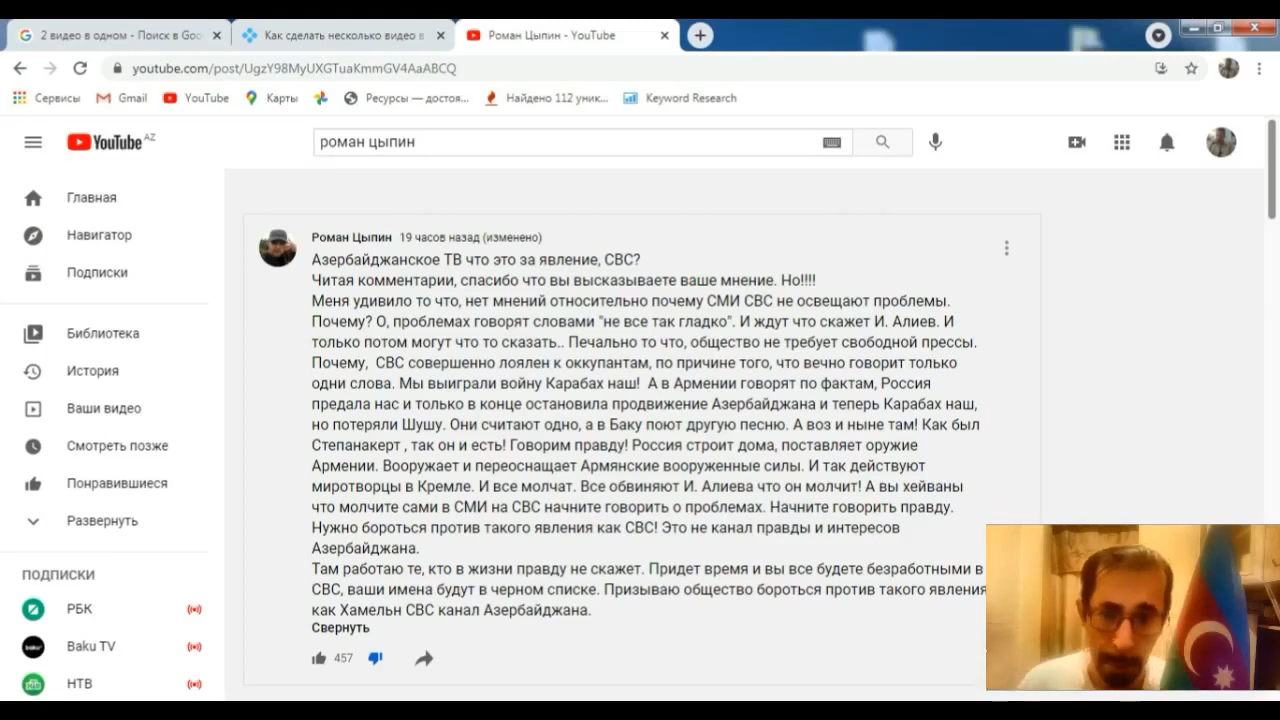 2 видео в одном - Поиск в Goo
Как сделать несколько видео в
Роман Цыпин - YouTube
youtube.com/post/UgzY98MyUXGTuaKmmGV4AaABCQ
Сервисы
Gmail
YouTube
Карты
Ресурсы — достоя...
Найдено 112 уник...
Keyword Research
YouTube AZ
роман цыпин
Главная
Навигатор
Подписки
Библиотека
История
Ваши видео
Смотреть позже
Понравившиеся
Развернуть
ПОДПИСКИ
РБК
Baku TV
НТВ
Роман Цыпин 19 часов назад (изменено)
Азербайджанское ТВ что это за явление, СВС?
Читая комментарии, спасибо что вы высказываете ваше мнение. Но!!!!
Меня удивило то что, нет мнений относительно почему СМИ СВС не освещают проблемы.
Почему? О, проблемах говорят словами "не все так гладко". И ждут что скажет И. Алиев. И
только потом могут что то сказать.. Печально то что, общество не требует свободной прессы.
Почему, СВС совершенно лоялен к оккупантам, по причине того, что вечно говорит только
одни слова. Мы выиграли войну Карабах наш! А в Армении говорят по фактам, Россия
предала нас и только в конце остановила продвижение Азербайджана и теперь Карабах наш,
но потеряли Шушу. Они считают одно, а в Баку поют другую песню. А воз и ныне там! Как был
Степанакерт , так он и есть! Говорим правду! Россия строит дома, поставляет оружие
Армении. Вооружает и переоснащает Армянские вооруженные силы. И так действуют
миротворцы в Кремле. И все молчат. Все обвиняют И. Алиева что он молчит! А вы хейваны
что молчите сами в СМИ на СВС начните говорить о проблемах. Начните говорить правду.
Нужно бороться против такого явления как СВС! Это не канал правды и интересов
Азербайджана.
Там работаю те, кто в жизни правду не скажет. Придет время и вы все будете безработными в
СВС, ваши имена будут в черном списке. Призываю общество бороться против такого явления
как Хамельн СВС канал Азербайджана.
Свернуть
457